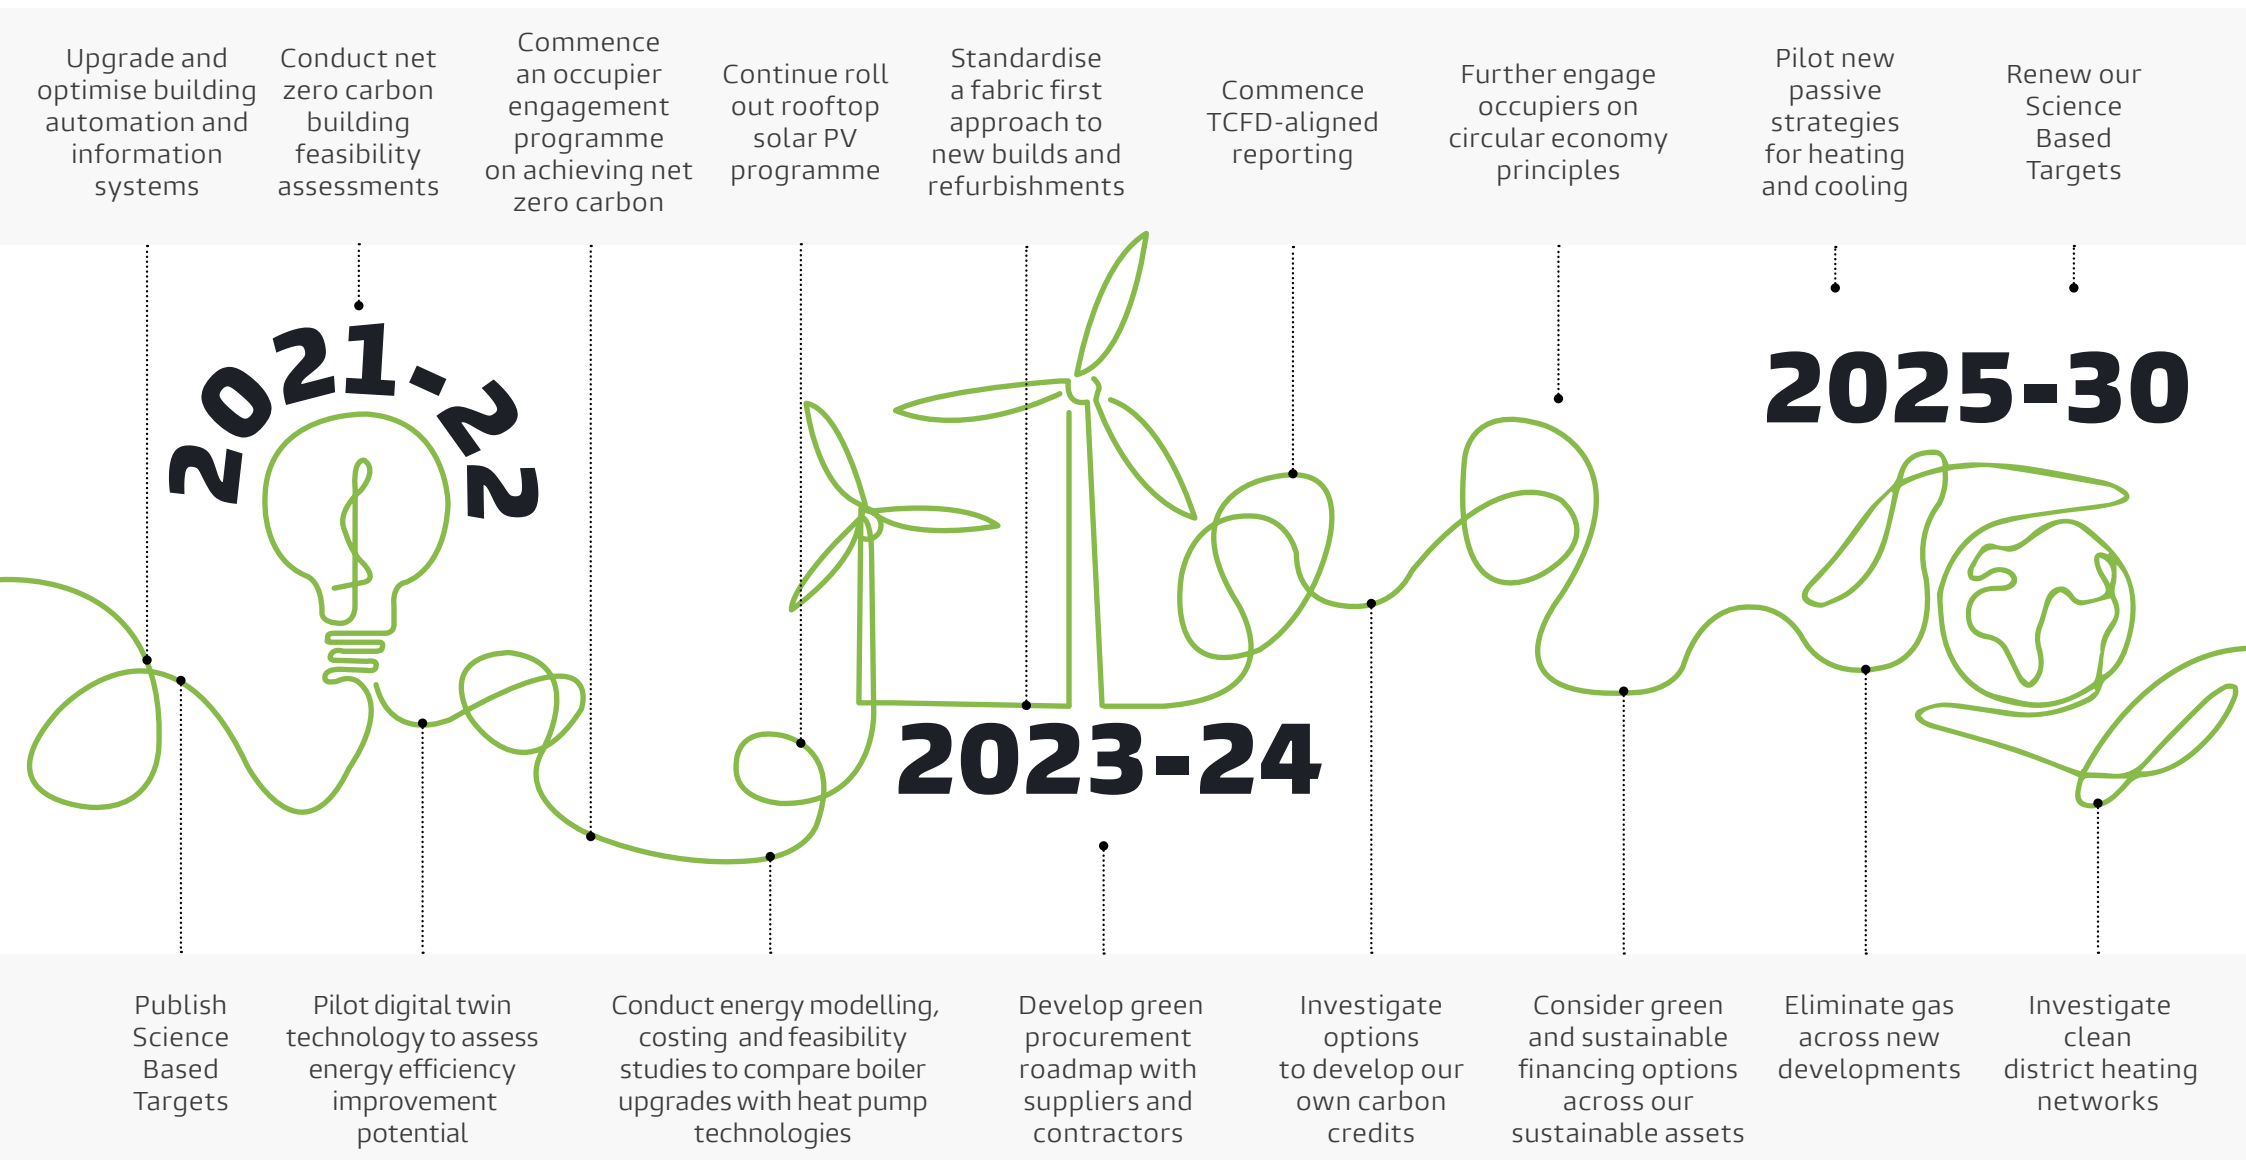 Upgrade and
optimise building
automation and
information
systems
Conduct net
zero carbon
building
feasibility
assessments
Commence
an occupier
engagement
programme
on achieving net
zero carbon
Continue roll
out rooftop
solar PV
programme
Standardise
a fabric first
approach to
new builds and
refurbishments
Commence
TCFD-aligned
reporting
Further engage
occupiers on
circular economy
principles
Pilot new
passive
strategies
for heating
and cooling
Renew our
Science
Based
Targets
2021-22
2023-24
2025-30
Publish
Science
Based
Targets
Pilot digital twin
technology to assess
energy efficiency
improvement
potential
Conduct energy modelling,
costing and feasibility
studies to compare boiler
upgrades with heat pump
technologies
Develop green
procurement
roadmap with
suppliers and
contractors
Investigate
options
to develop our
own carbon
credits
Consider green
and sustainable
financing options
across our
sustainable assets
Eliminate gas
across new
developments
Investigate
clean
district heating
networks